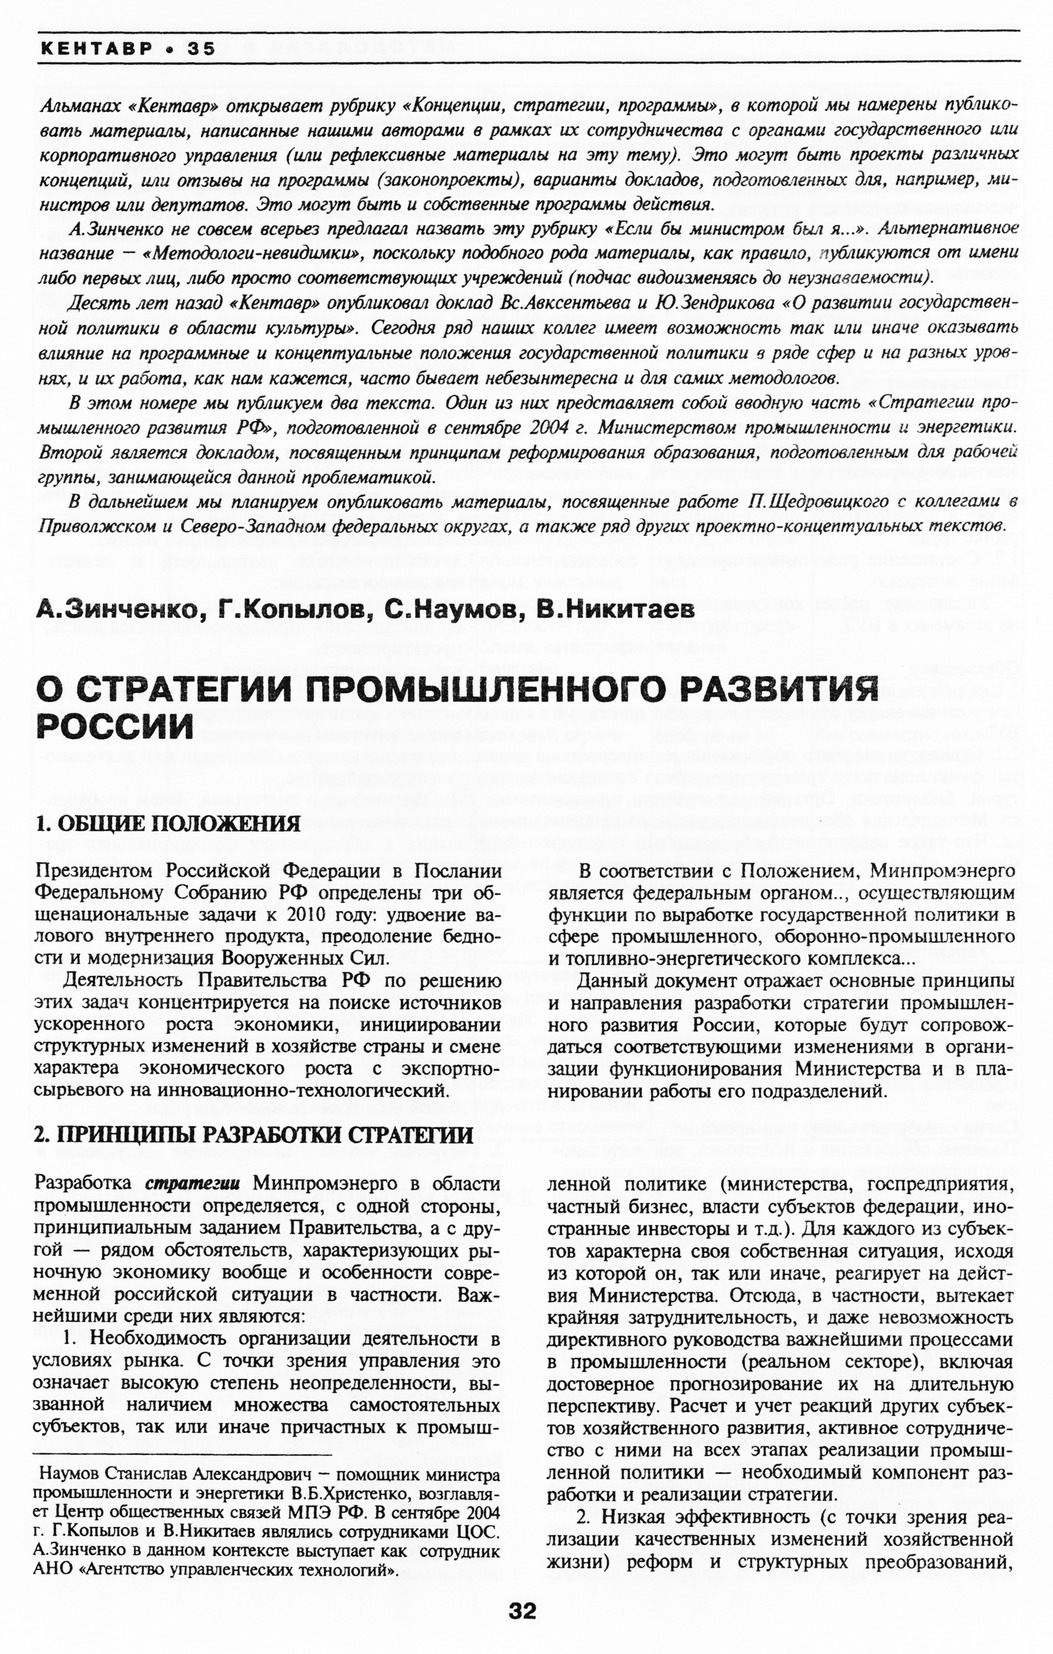 КЕНТАВР • 35
Альманах «Кентавр» открывает рубрику «Концепции, стратегии, программы», в которой мы намерены публико-
вать материалы, написанные нашими авторами в рамках их сотрудничества с органами государственного или
корпоративного управления (или рефлексивные материалы на эту тему). Это могут быть проекты различных
концепций, или отзывы на программы (законопроекты), варианты докладов, подготовленных для, например, ми-
нистров или депутатов. Это могут быть и собственные программы действия.
А.Зинченко не совсем всерьез предлагал назвать эту рубрику «Если бы министром был я...». Альтернативное
название — «Методологи-невидимки», поскольку подобного рода материалы, как правило, публикуются от имени
либо первых лиц, либо просто соответствующих учреждений (подчас видоизменяясь до неузнаваемости).
Десять лет назад «Кентавр» опубликовал доклад Вс.Авксентьева и Ю.Зендрикова «О развитии государствен-
ной политики в области культуры». Сегодня ряд наших коллег имеет возможность так или иначе оказывать
влияние на программные и концептуальные положения государственной политики в ряде сфер и на разных уров-
нях, и их работа, как нам кажется, часто бывает небезынтересна и для самих методологов.
В этом номере мы публикуем два текста. Один из них представляет собой вводную часть «Стратегии про-
мышленного развития РФ», подготовленной в сентябре 2004 г. Министерством промышленности и энергетики.
Второй является докладом, посвященным принципам реформирования образования, подготовленным для рабочей
группы, занимающейся данной проблематикой.
В дальнейшем мы планируем опубликовать материалы, посвященные работе П.Щедровицкого с коллегами в
Приволжском и Северо-Западном федеральных округах, а также ряд других проектно-концептуальных текстов.
А.Зинченко, Г.Копылов, С.Наумов, В.Никитаев
О СТРАТЕГИИ ПРОМЫШЛЕННОГО РАЗВИТИЯ
РОССИИ
1. ОБЩИЕ ПОЛОЖЕНИЯ
Президентом Российской Федерации в Послании
Федеральному Собранию РФ определены три об-
щенациональные задачи к 2010 году: удвоение ва-
лового внутреннего продукта, преодоление бедно-
сти и модернизация Вооруженных Сил.
Деятельность Правительства РФ по решению
этих задач концентрируется на поиске источников
ускоренного роста экономики, инициировании
структурных изменений в хозяйстве страны и смене
характера экономического роста с экспортно-
сырьевого на инновационно-технологический.
В соответствии с Положением, Минпромэнерго
является федеральным органом.., осуществляющим
функции по выработке государственной политики в
сфере промышленного, оборонно-промышленного
и топливно-энергетического комплекса...
Данный документ отражает основные принципы
и направления разработки стратегии промышлен-
ного развития России, которые будут сопровож-
даться соответствующими изменениями в органи-
зации функционирования Министерства и в пла-
нировании работы его подразделений.
2. ПРИНЦИПЫ РАЗРАБОТКИ СТРАТЕГИИ
Разработка стратегии Минпромэнерго в области
промышленности определяется, с одной стороны,
принципиальным заданием Правительства, а с дру-
гой — рядом обстоятельств, характеризующих ры-
ночную экономику вообще и особенности совре-
менной российской ситуации в частности. Важ-
нейшими среди них являются:
1. Необходимость организации деятельности в
условиях рынка. С точки зрения управления это
означает высокую степень неопределенности, вы-
званной наличием множества самостоятельных
субъектов, так или иначе причастных к промыш-
ленной политике (министерства, госпредприятия,
частный бизнес, власти субъектов федерации, ино-
странные инвесторы и т.д.). Для каждого из субъек-
тов характерна своя собственная ситуация, исходя
из которой он, так или иначе, реагирует на дейст-
вия Министерства. Отсюда, в частности, вытекает
крайняя затруднительность, и даже невозможность
директивного руководства важнейшими процессами
в промышленности (реальном секторе), включая
достоверное прогнозирование их на длительную
перспективу. Расчет и учет реакций других субъек-
тов хозяйственного развития, активное сотрудниче-
ство с ними на всех этапах реализации промыш-
ленной политики — необходимый компонент раз-
работки и реализации стратегии.
2. Низкая эффективность (с точки зрения реа-
лизации качественных изменений хозяйственной
жизни) реформ и структурных преобразований,
Наумов Станислав Александрович — помощник министра
промышленности и энергетики В.Б.Христенко, возглавля-
ет Центр общественных связей МПЭ РФ. В сентябре 2004
г. Г.Копылов и В.Никитаев являлись сотрудниками ЦОС.
А.Зинченко в данном контексте выступает как сотрудник
АНО «Агентство управленческих технологий».
32